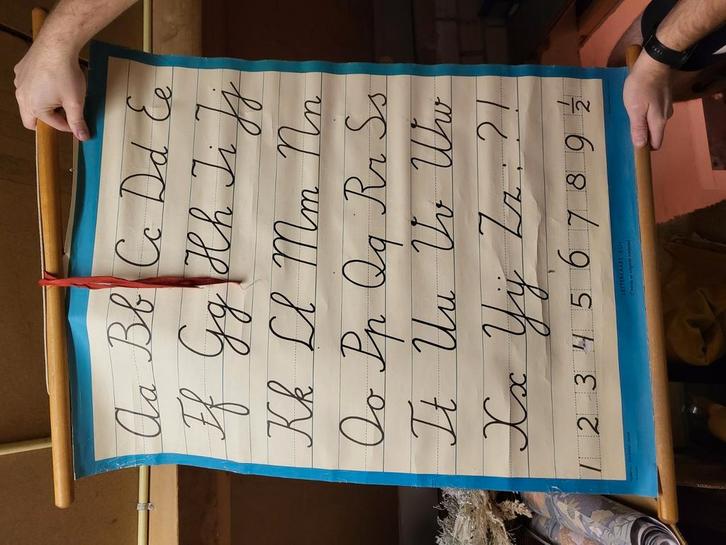 Aa Bb Cc Dd Ee
Ff Gg Hh Ii Jj
Kk Ll Mm Nn
Oo Pp Qq Rr Ss
Tt Uu Vv Ww
Xx Yÿ Zz ? !
1 2 3 4 5 6 7 8 9 ½